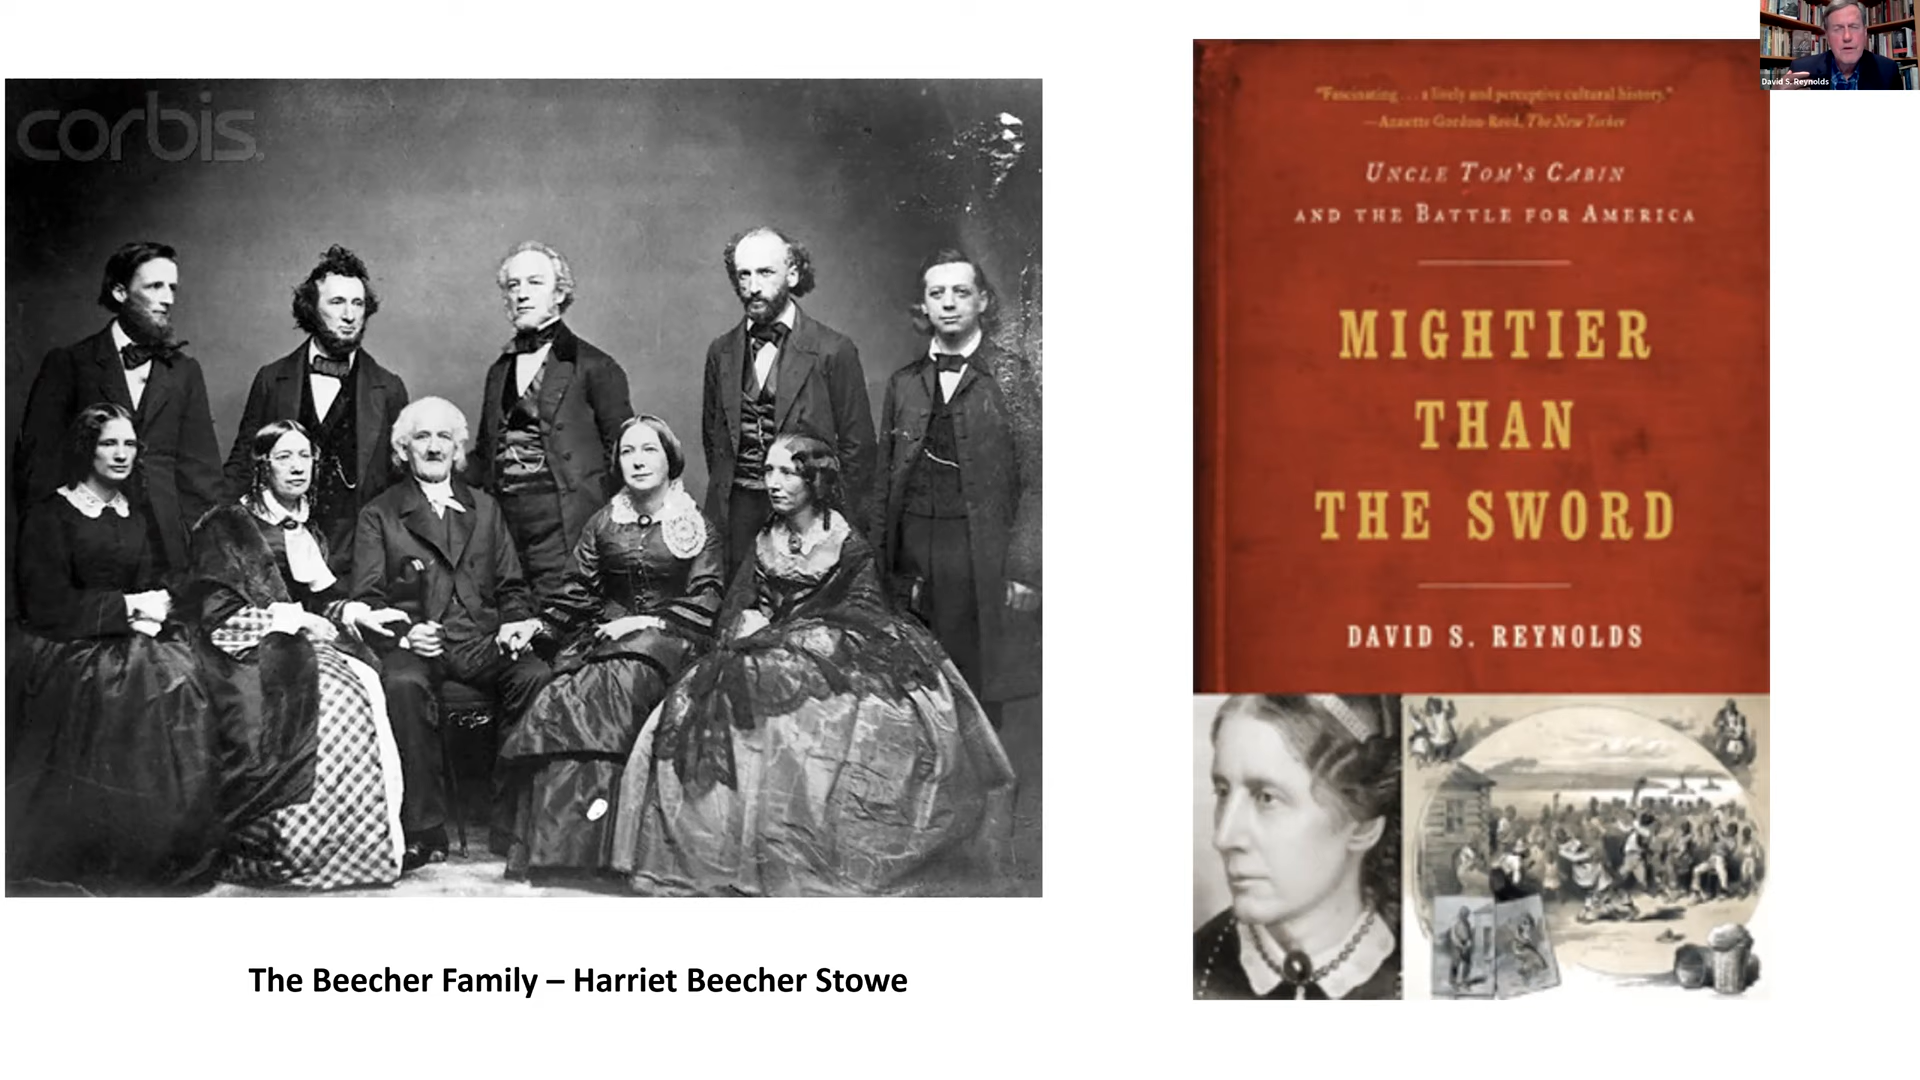 corbis.
The Beecher Family – Harriet Beecher Stowe
"Fascinating . . . a lively and perceptive cultural history."
—Annette Gordon-Reed, The New Yorker
UNCLE TOM'S CABIN
AND THE BATTLE FOR AMERICA
MIGHTIER
THAN
THE SWORD
DAVID S. REYNOLDS
David S. Reynolds